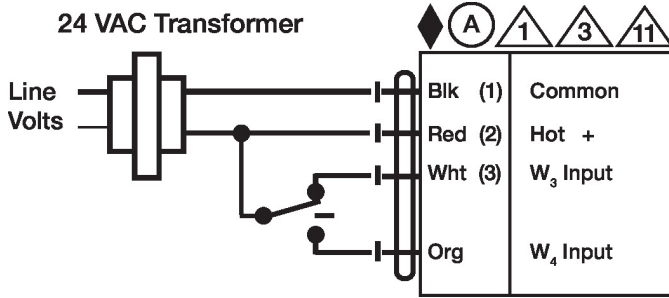 24 VAC Transformer
A 1 3 11
Line
Volts
Blk (1) Common
Red (2) Hot +
Wht (3) W₃ Input
Org W₄ Input